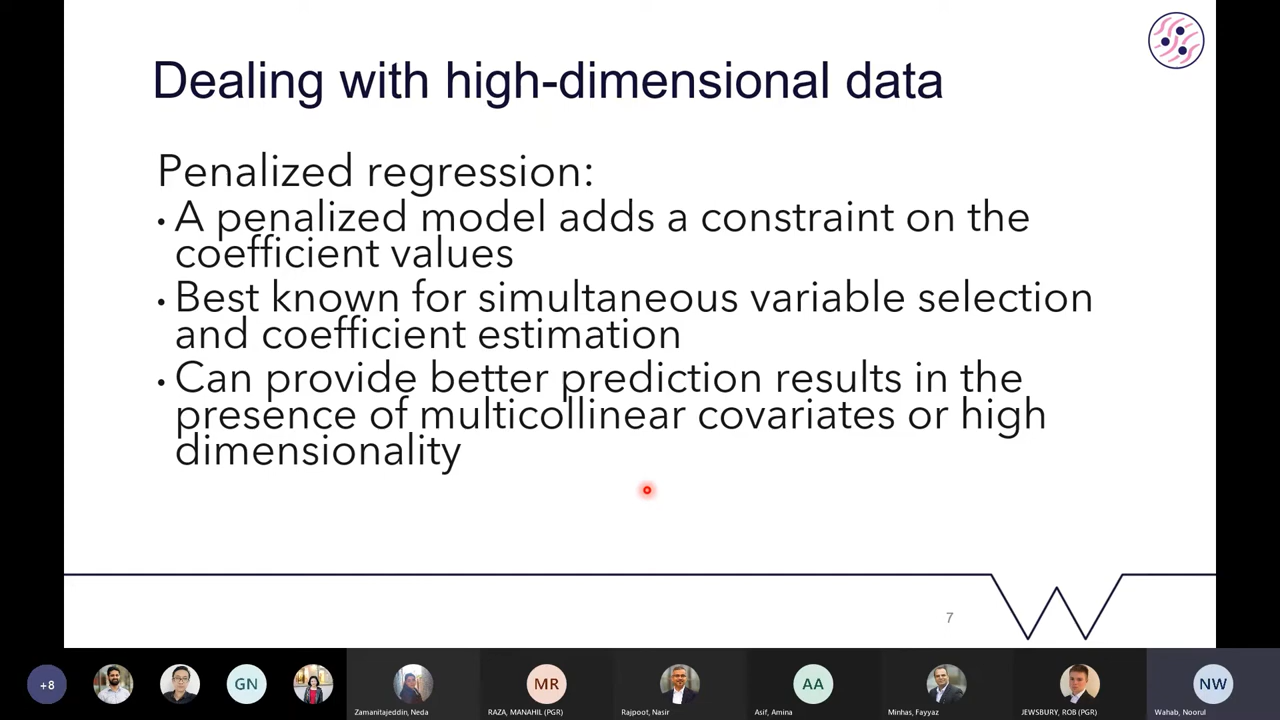 Dealing with high-dimensional data
Penalized regression:
• A penalized model adds a constraint on the
coefficient values
• Best known for simultaneous variable selection
and coefficient estimation
• Can provide better prediction results in the
presence of multicollinear covariates or high
dimensionality
7
+8
GN
MR
AA
NW
Zamanitajeddin, Neda
RAZA, MANAHIL (PGR)
Rajpoot, Nasir
Asif, Amina
Minhas, Fayyaz
JEWSBURY, ROB (PGR)
Wahab, Noorul